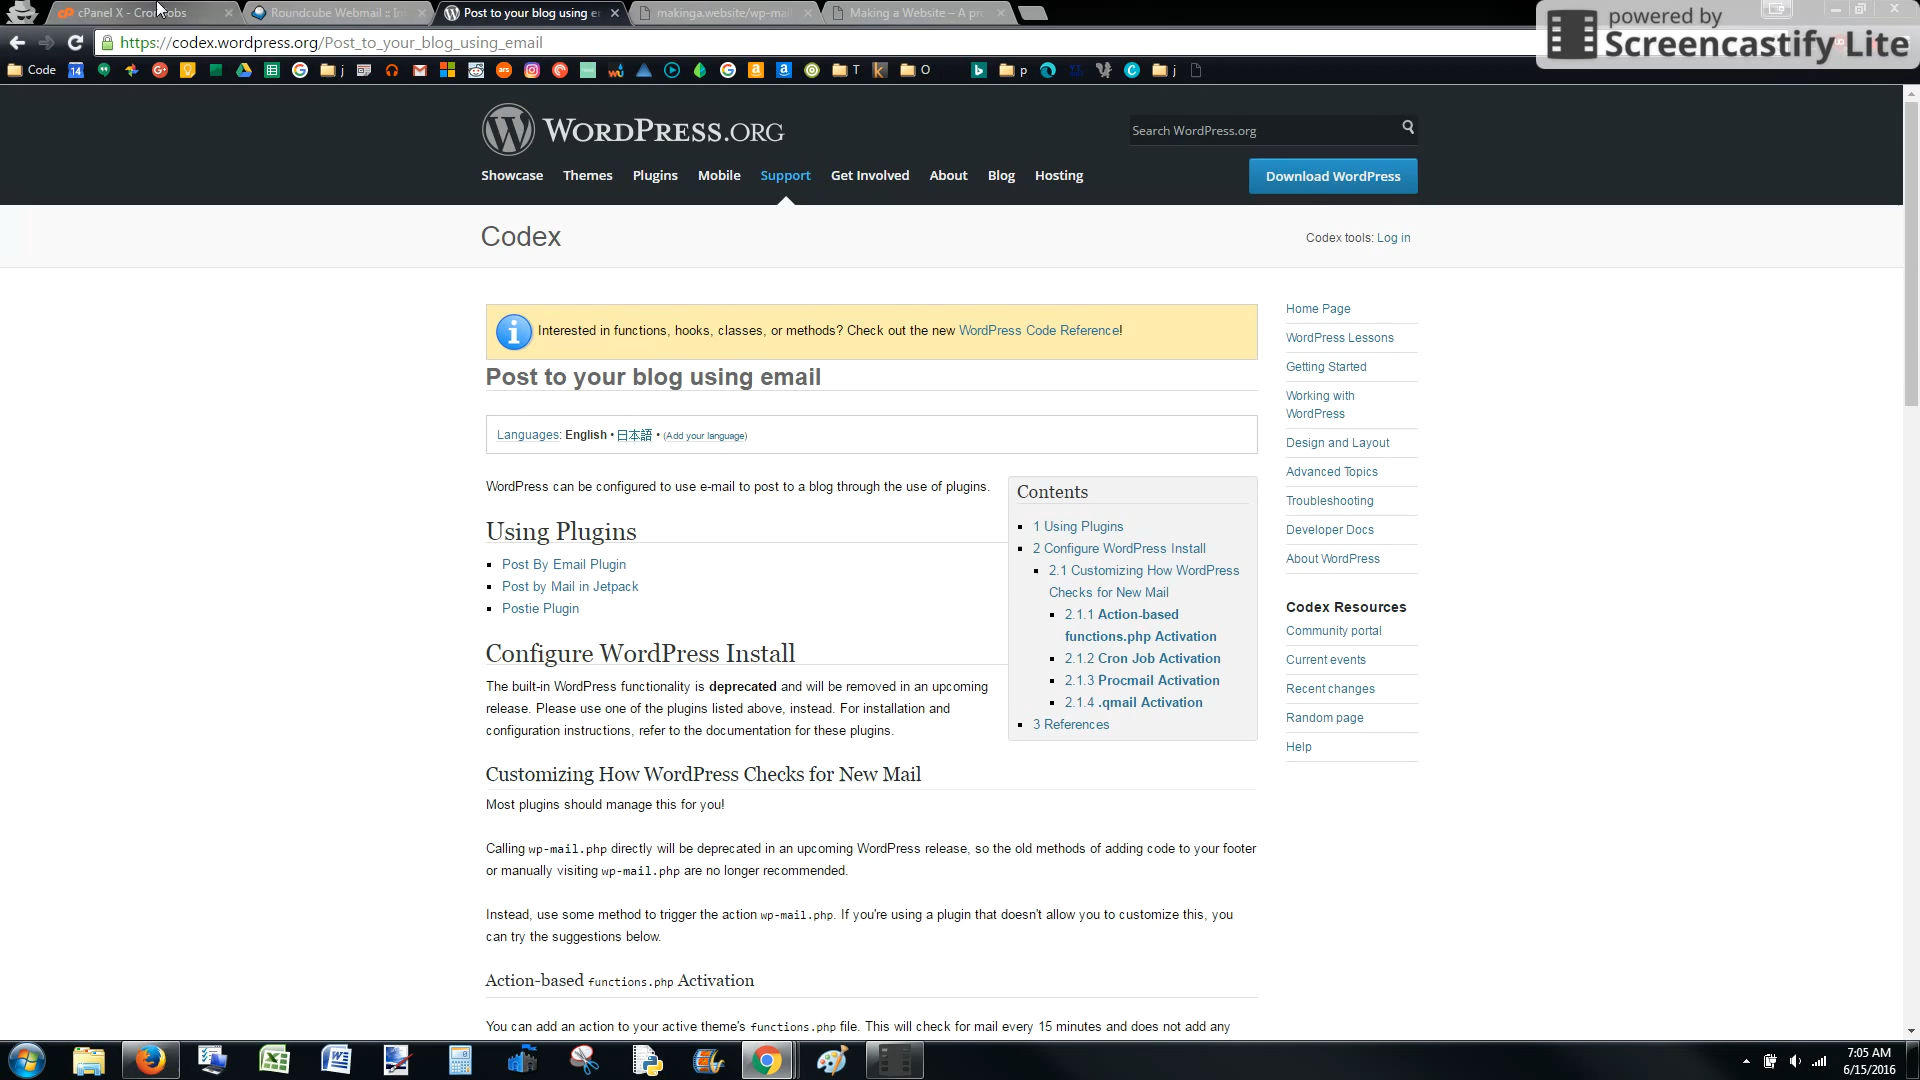 cPanel X - Cron Jobs
Roundcube Webmail :: In
Post to your blog using e
makinga.website/wp-mail
Making a Website – A pr
powered by
Screencastify Lite
https://codex.wordpress.org/Post_to_your_blog_using_email
Code
j
T
O
p
j
WORDPRESS.ORG
Search WordPress.org
Showcase
Themes
Plugins
Mobile
Support
Get Involved
About
Blog
Hosting
Download WordPress
Codex
Codex tools: Log in
Interested in functions, hooks, classes, or methods? Check out the new WordPress Code Reference!
Post to your blog using email
Languages: English • 日本語 • (Add your language)
WordPress can be configured to use e-mail to post to a blog through the use of plugins.
Using Plugins
Post By Email Plugin
Post by Mail in Jetpack
Postie Plugin
Configure WordPress Install
The built-in WordPress functionality is deprecated and will be removed in an upcoming
release. Please use one of the plugins listed above, instead. For installation and
configuration instructions, refer to the documentation for these plugins.
Contents
1 Using Plugins
2 Configure WordPress Install
2.1 Customizing How WordPress
Checks for New Mail
2.1.1 Action-based
functions.php Activation
2.1.2 Cron Job Activation
2.1.3 Procmail Activation
2.1.4 .qmail Activation
3 References
Customizing How WordPress Checks for New Mail
Most plugins should manage this for you!
Calling wp-mail.php directly will be deprecated in an upcoming WordPress release, so the old methods of adding code to your footer
or manually visiting wp-mail.php are no longer recommended.
Instead, use some method to trigger the action wp-mail.php. If you're using a plugin that doesn't allow you to customize this, you
can try the suggestions below.
Action-based functions.php Activation
You can add an action to your active theme's functions.php file. This will check for mail every 15 minutes and does not add any
Home Page
WordPress Lessons
Getting Started
Working with
WordPress
Design and Layout
Advanced Topics
Troubleshooting
Developer Docs
About WordPress
Codex Resources
Community portal
Current events
Recent changes
Random page
Help
7:05 AM
6/15/2016